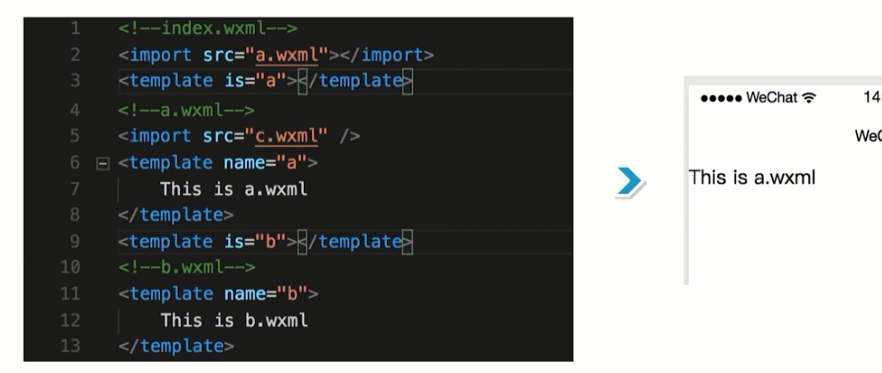 1 <!--index.wxml-->
2 <import src="a.wxml"></import>
3 <template is="a"></template>
4 <!--a.wxml-->
5 <import src="c.wxml" />
6 <template name="a">
7 This is a.wxml
8 </template>
9 <template is="b"></template>
10 <!--b.wxml-->
11 <template name="b">
12 This is b.wxml
13 </template>
WeChat 14
This is a.wxml